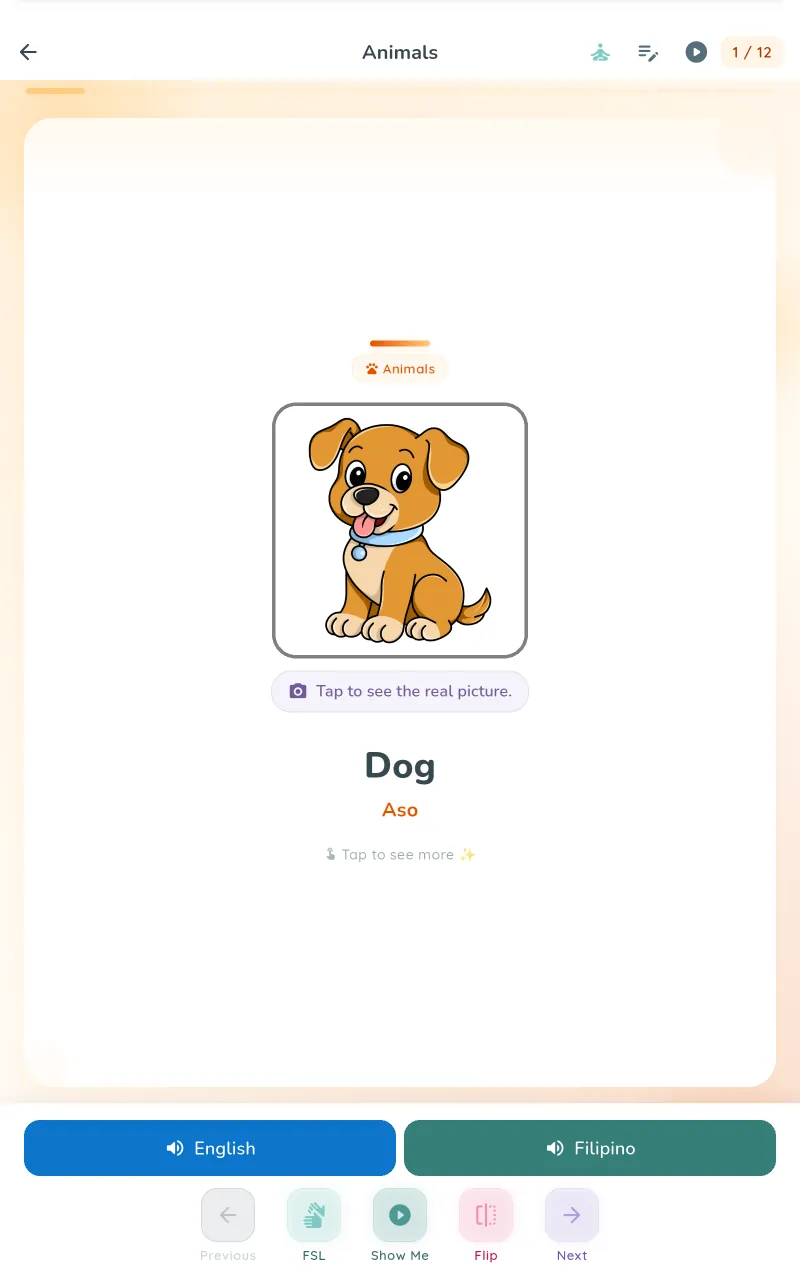 Animals
1 / 12
Animals
Tap to see the real picture.
Dog
Aso
Tap to see more ✨
English
Filipino
Previous
FSL
Show Me
Flip
Next